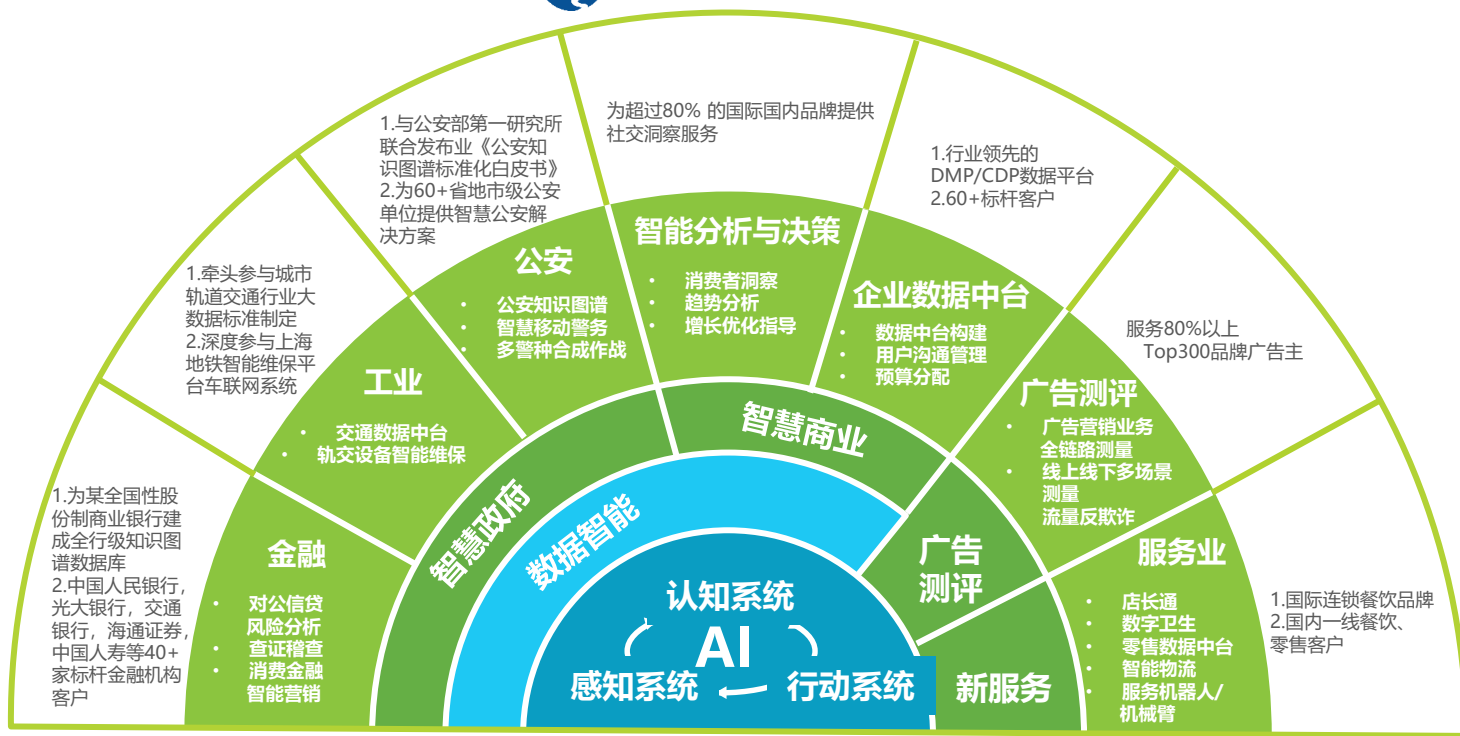 为超过80% 的国际国内品牌提供
社交洞察服务
1.与公安部第一研究所
联合发布业《公安知
识图谱标准化白皮书》
2.为60+省地市级公安
单位提供智慧公安解
决方案
1.行业领先的
DMP/CDP数据平台
2.60+标杆客户
1.牵头参与城市
轨道交通行业大
数据标准制定
2.深度参与上海
地铁智能维保平
台车联网系统
服务80%以上
Top300品牌广告主
1.为某全国性股
份制商业银行建
成全行级知识图
谱数据库
2.中国人民银行，
光大银行，交通
银行，海通证券，
中国人寿等40+
家标杆金融机构
客户
1.国际连锁餐饮品牌
2.国内一线餐饮、
零售客户
金融
• 对公信贷
风险分析
• 查证稽查
• 消费金融
智能营销
工业
• 交通数据中台
• 轨交设备智能维保
公安
• 公安知识图谱
• 智慧移动警务
• 多警种合成作战
智能分析与决策
• 消费者洞察
• 趋势分析
• 增长优化指导
企业数据中台
• 数据中台构建
• 用户沟通管理
• 预算分配
广告测评
• 广告营销业务
全链路测量
• 线上线下多场景
测量
• 流量反欺诈
服务业
• 店长通
• 数字卫生
• 零售数据中台
• 智能物流
• 服务机器人/
机械臂
智慧政府
智慧商业
广告
测评
新服务
数据智能
认知系统
AI
感知系统
行动系统